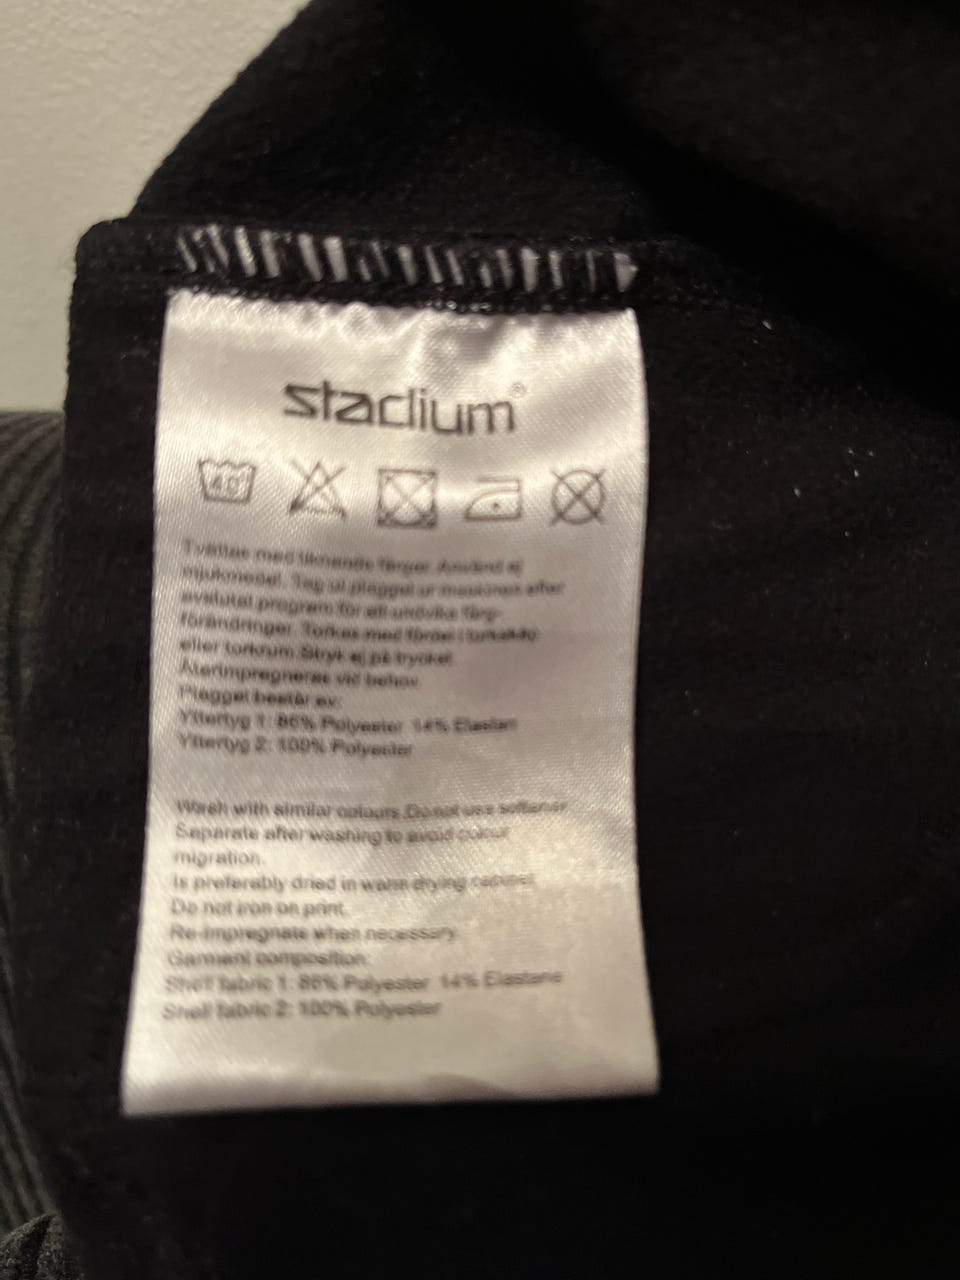 stadium®
40
Tvättas med liknande färger. Använd ej
mjukmedel. Tag ut plagget ur maskinen efter
avslutat program för att undvika färg-
förändringar. Torkas med fördel i torkskåp
eller torkrum.Stryk ej på trycket.
Återimpregneras vid behov.
Plagget består av:
Yttertyg 1: 86% Polyester 14% Elastan
Yttertyg 2: 100% Polyester
Wash with similar colours.Do not use softener
Separate after washing to avoid colour
migration.
Is preferably dried in warm drying cabinet.
Do not iron on print.
Re-impregnate when necessary.
Garment composition:
Shell fabric 1: 86% Polyester 14% Elastane
Shell fabric 2: 100% Polyester